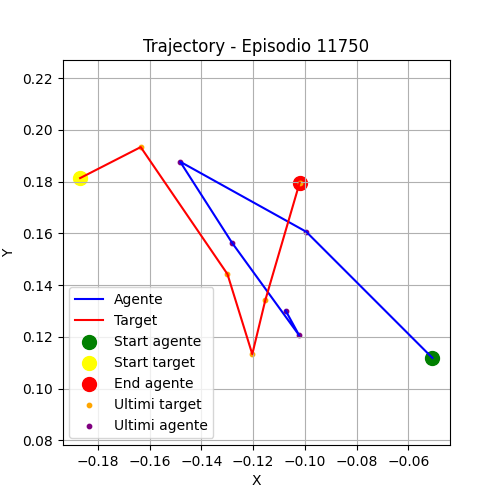 Trajectory - Episodio 11750
0.22
0.20
0.18
0.16
0.14
0.12
0.10
0.08
Y
Agente
Target
Start agente
Start target
End agente
Ultimi target
Ultimi agente
−0.18 −0.16 −0.14 −0.12 −0.10 −0.08 −0.06
X